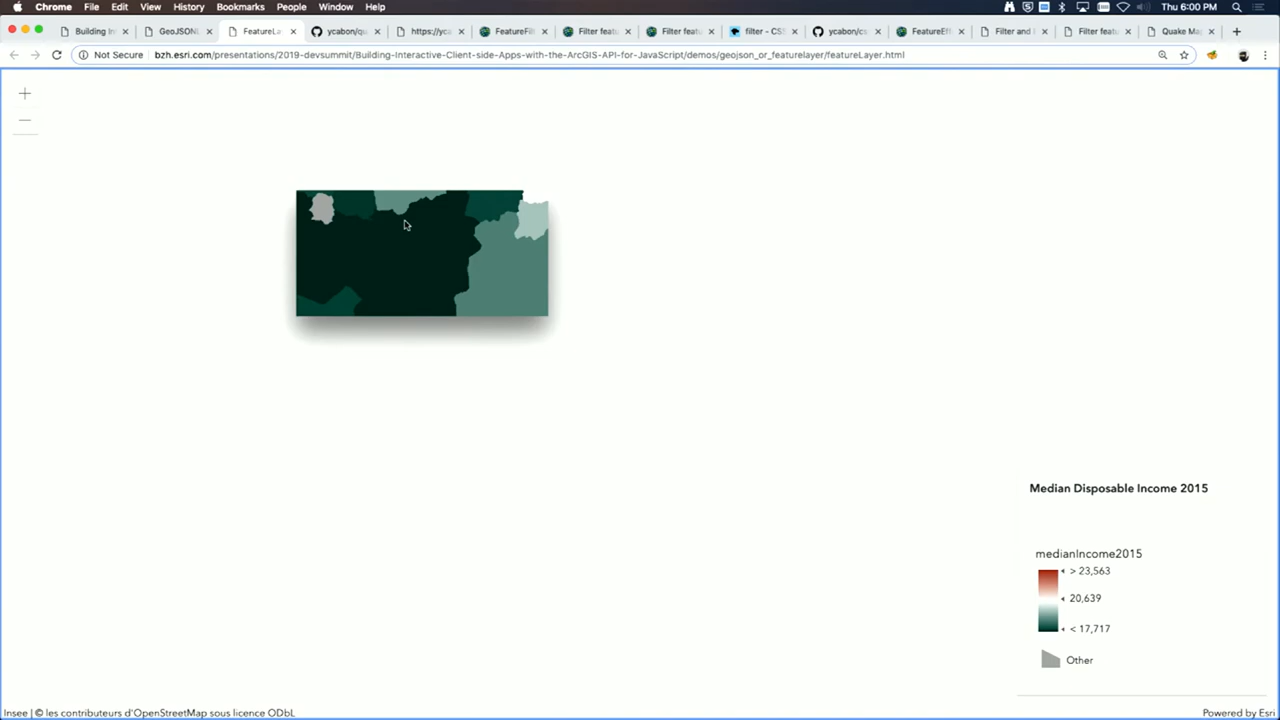 Chrome File Edit View History Bookmarks People Window Help
Thu 6:00 PM
Building In
GeoJSON
FeatureLa
ycabon/qu
https://yca
FeatureFil
Filter featu
Filter featu
filter - CSS
ycabon/cs
FeatureEff
Filter and
Filter featu
Quake Ma
Not Secure bzh.esri.com/presentations/2019-devsummit/Building-Interactive-Client-side-Apps-with-the-ArcGIS-API-for-JavaScript/demos/geojson_or_featurelayer/featureLayer.html
Median Disposable Income 2015
medianIncome2015
> 23,563
20,639
< 17,717
Other
Insee | © les contributeurs d'OpenStreetMap sous licence ODbL
Powered by Esri